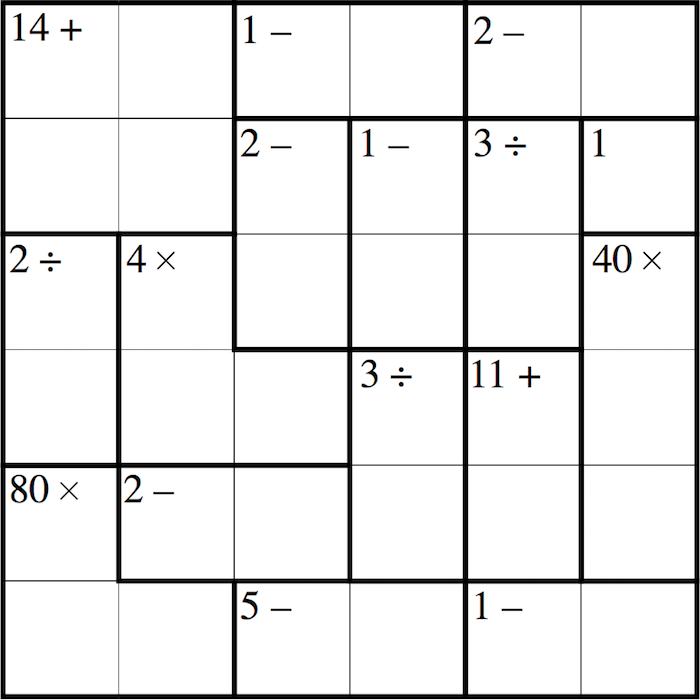 14 + 1 – 2 –
2 – 1 – 3 ÷ 1
2 ÷ 4 × 40 ×
3 ÷ 11 +
80 × 2 –
5 – 1 –